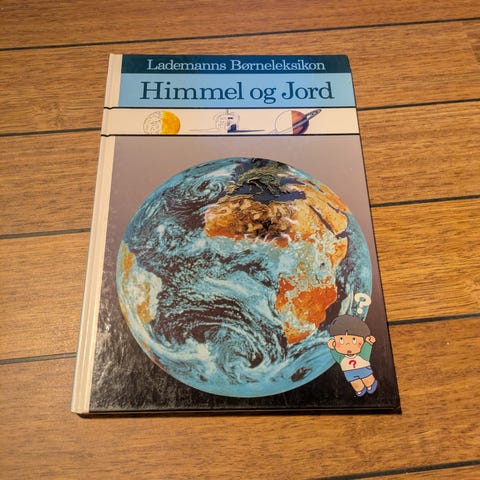 Lademanns Børneleksikon
Himmel og Jord
?
?